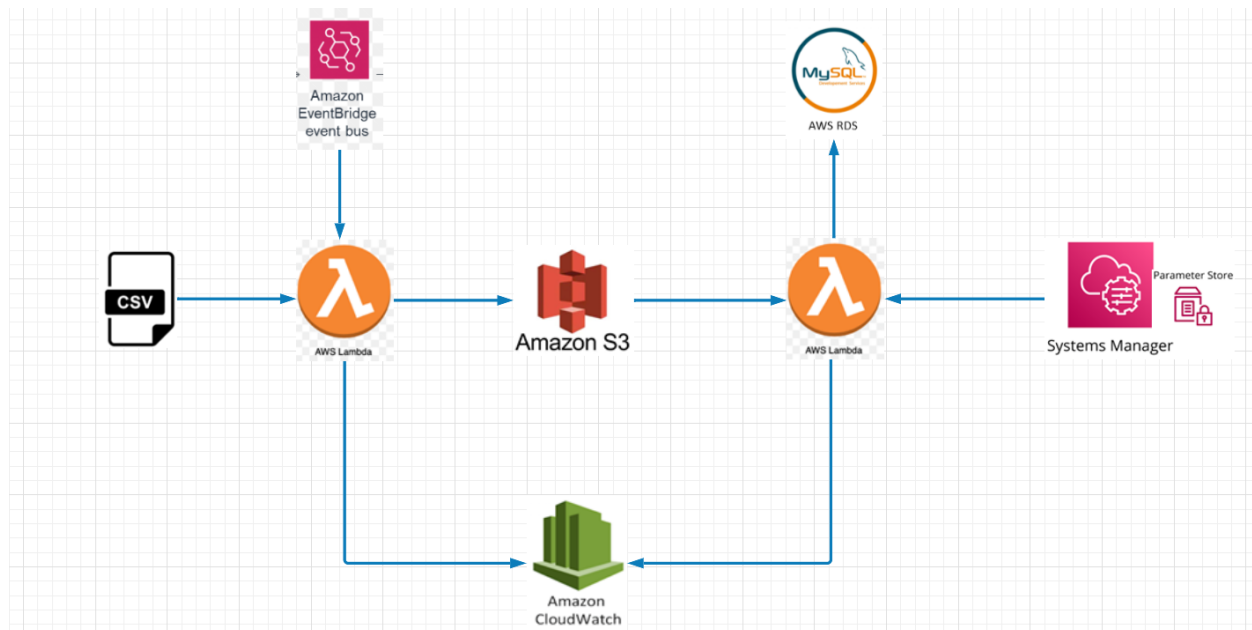 Amazon
EventBridge
event bus
MySQL
AWS RDS
CSV
AWS Lambda
Amazon S3
AWS Lambda
Parameter Store
Systems Manager
Amazon
CloudWatch